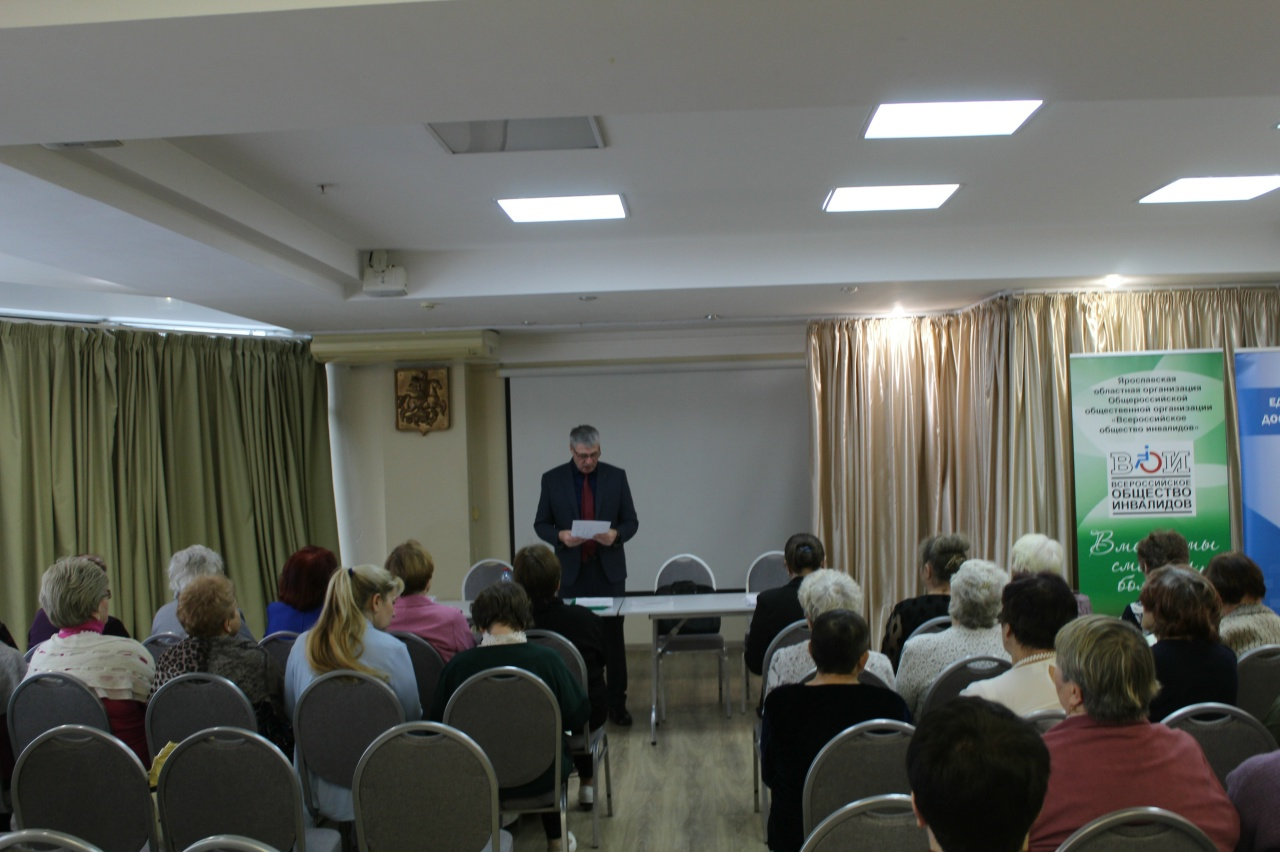 Ярославская
областная организация
Общероссийской
общественной организации
«Всероссийское
общество инвалидов»
ВОИ
ВСЕРОССИЙСКОЕ
ОБЩЕСТВО
ИНВАЛИДОВ